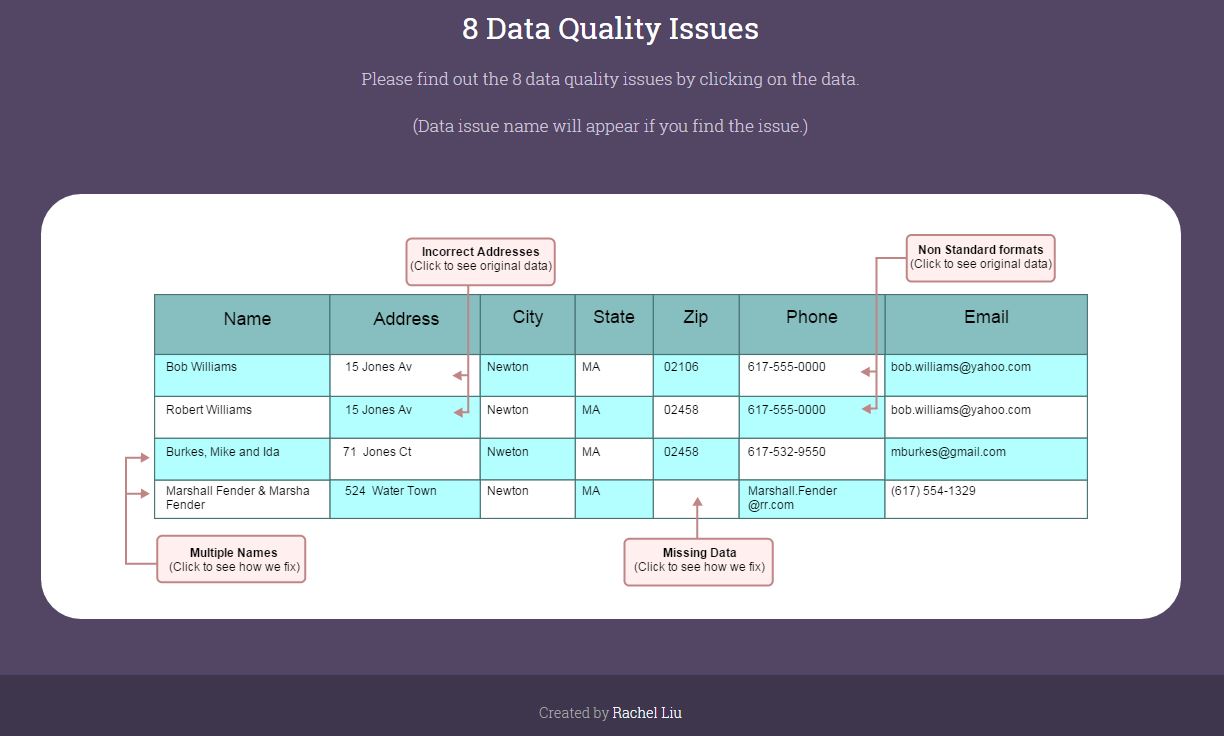 8 Data Quality Issues
Please find out the 8 data quality issues by clicking on the data.
(Data issue name will appear if you find the issue.)
Incorrect Addresses
(Click to see original data)
Non Standard formats
(Click to see original data)
Name Address City State Zip Phone Email
Bob Williams 15 Jones Av Newton MA 02106 617-555-0000 bob.williams@yahoo.com
Robert Williams 15 Jones Av Newton MA 02458 617-555-0000 bob.williams@yahoo.com
Burkes, Mike and Ida 71 Jones Ct Nweton MA 02458 617-532-9550 mburkes@gmail.com
Marshall Fender & Marsha 524 Water Town Newton MA Marshall.Fender (617) 554-1329
Fender @rr.com
Multiple Names
(Click to see how we fix)
Missing Data
(Click to see how we fix)
Created by Rachel Liu